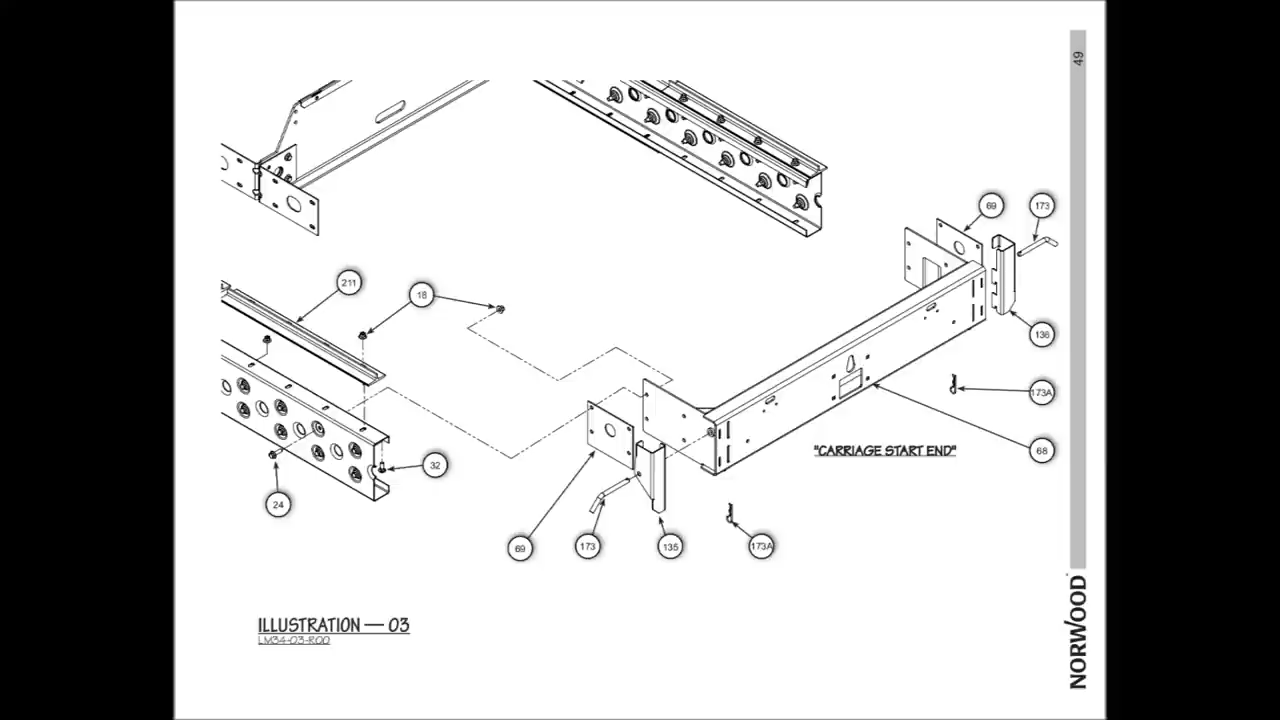 49
69
173
211
18
136
173A
"CARRIAGE START END"
68
32
24
69
173
135
173A
ILLUSTRATION — 03
LM34-03-R00
NORWOOD